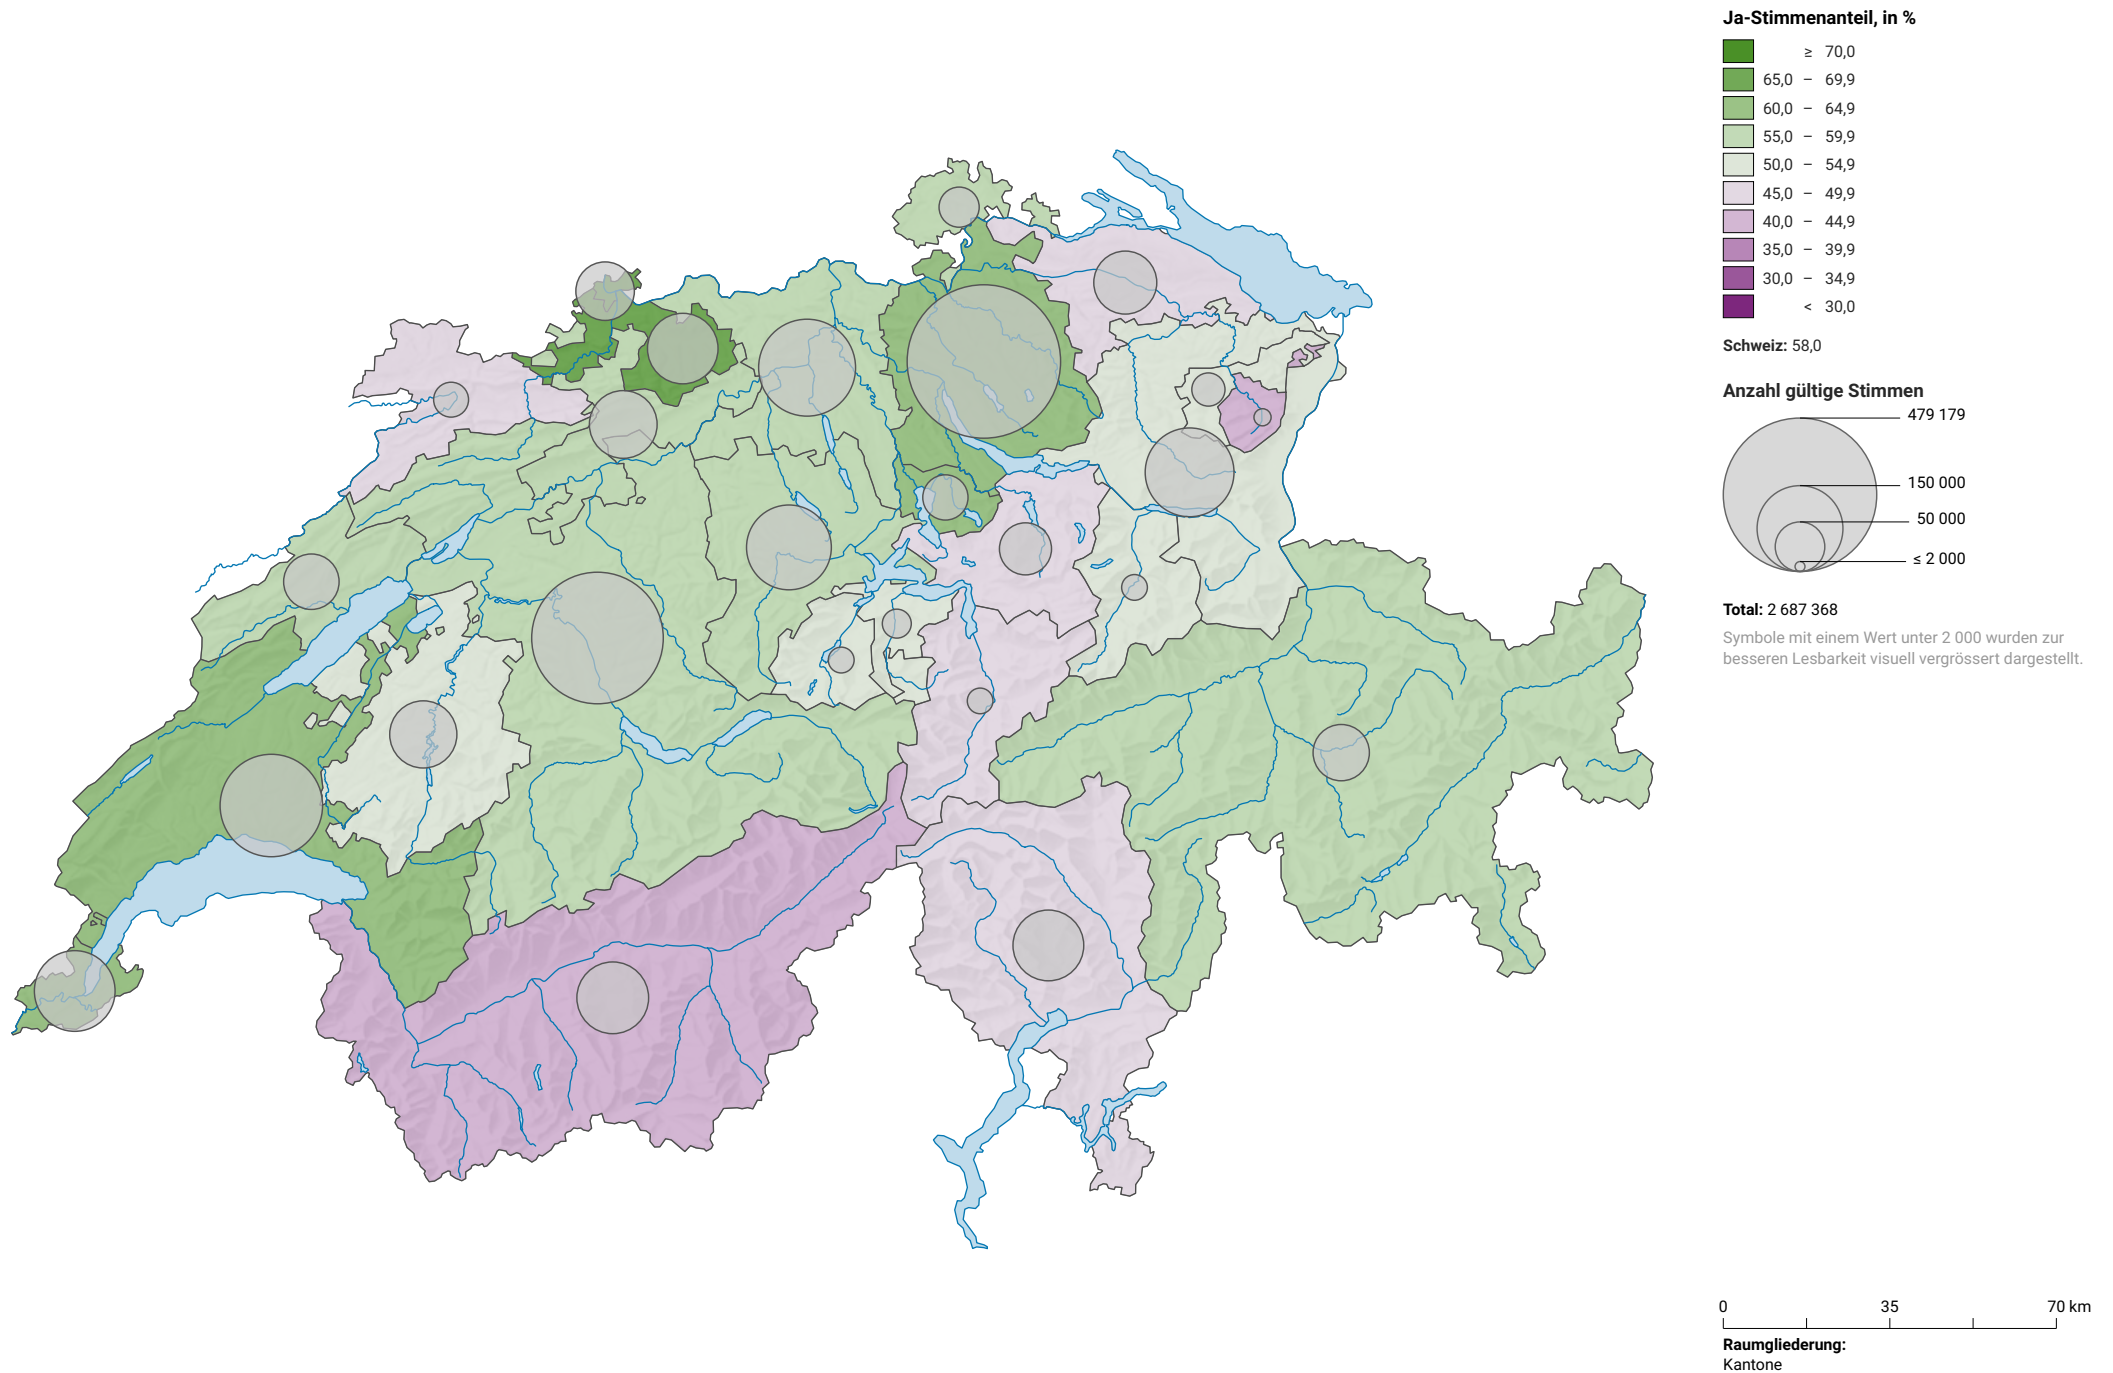 Ja-Stimmenanteil, in %
≥ 70,0
65,0 – 69,9
60,0 – 64,9
55,0 – 59,9
50,0 – 54,9
45,0 – 49,9
40,0 – 44,9
35,0 – 39,9
30,0 – 34,9
< 30,0
Schweiz: 58,0
Anzahl gültige Stimmen
479 179
150 000
50 000
≤ 2 000
Total: 2 687 368
Symbole mit einem Wert unter 2 000 wurden zur
besseren Lesbarkeit visuell vergrössert dargestellt.
0 35 70 km
Raumgliederung:
Kantone